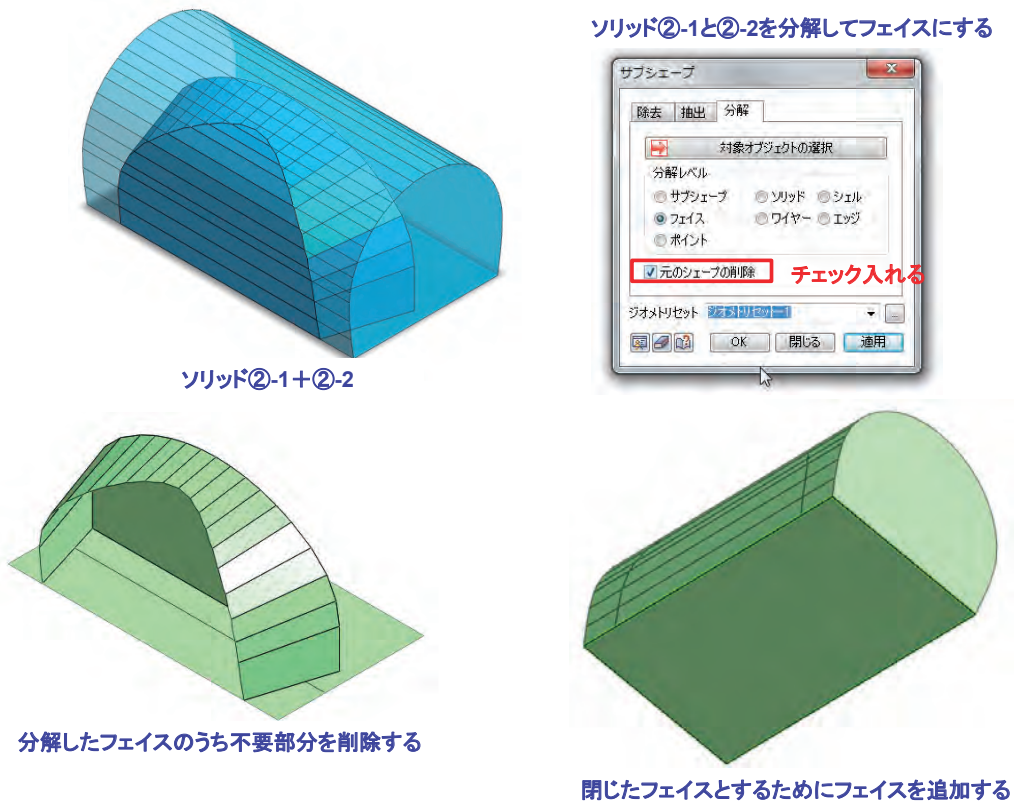 ソリッド②-1と②-2を分解してフェイスにする
サブシェープ
除去 抽出 分解
対象オブジェクトの選択
分解レベル
サブシェープ ソリッド シェル
フェイス ワイヤー エッジ
ポイント
元のシェープの削除 チェック入れる
ジオメトリセット ジオメトリセット-1 ...
OK 閉じる 適用
ソリッド②-1＋②-2
分解したフェイスのうち不要部分を削除する
閉じたフェイスとするためにフェイスを追加する